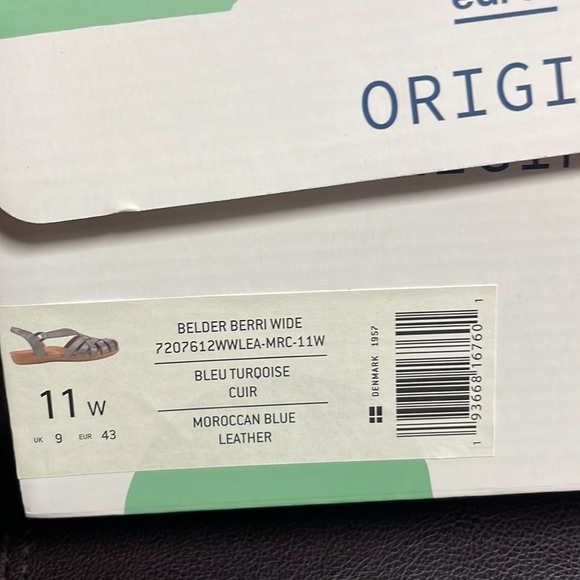 ORIGI
BELDER BERRI WIDE
7207612WWLEA-MRC-11W
BLEU TURQOISE
CUIR
MOROCCAN BLUE
LEATHER
11 W
UK 9 EUR 43
DENMARK 1957
1 93668 16760 1